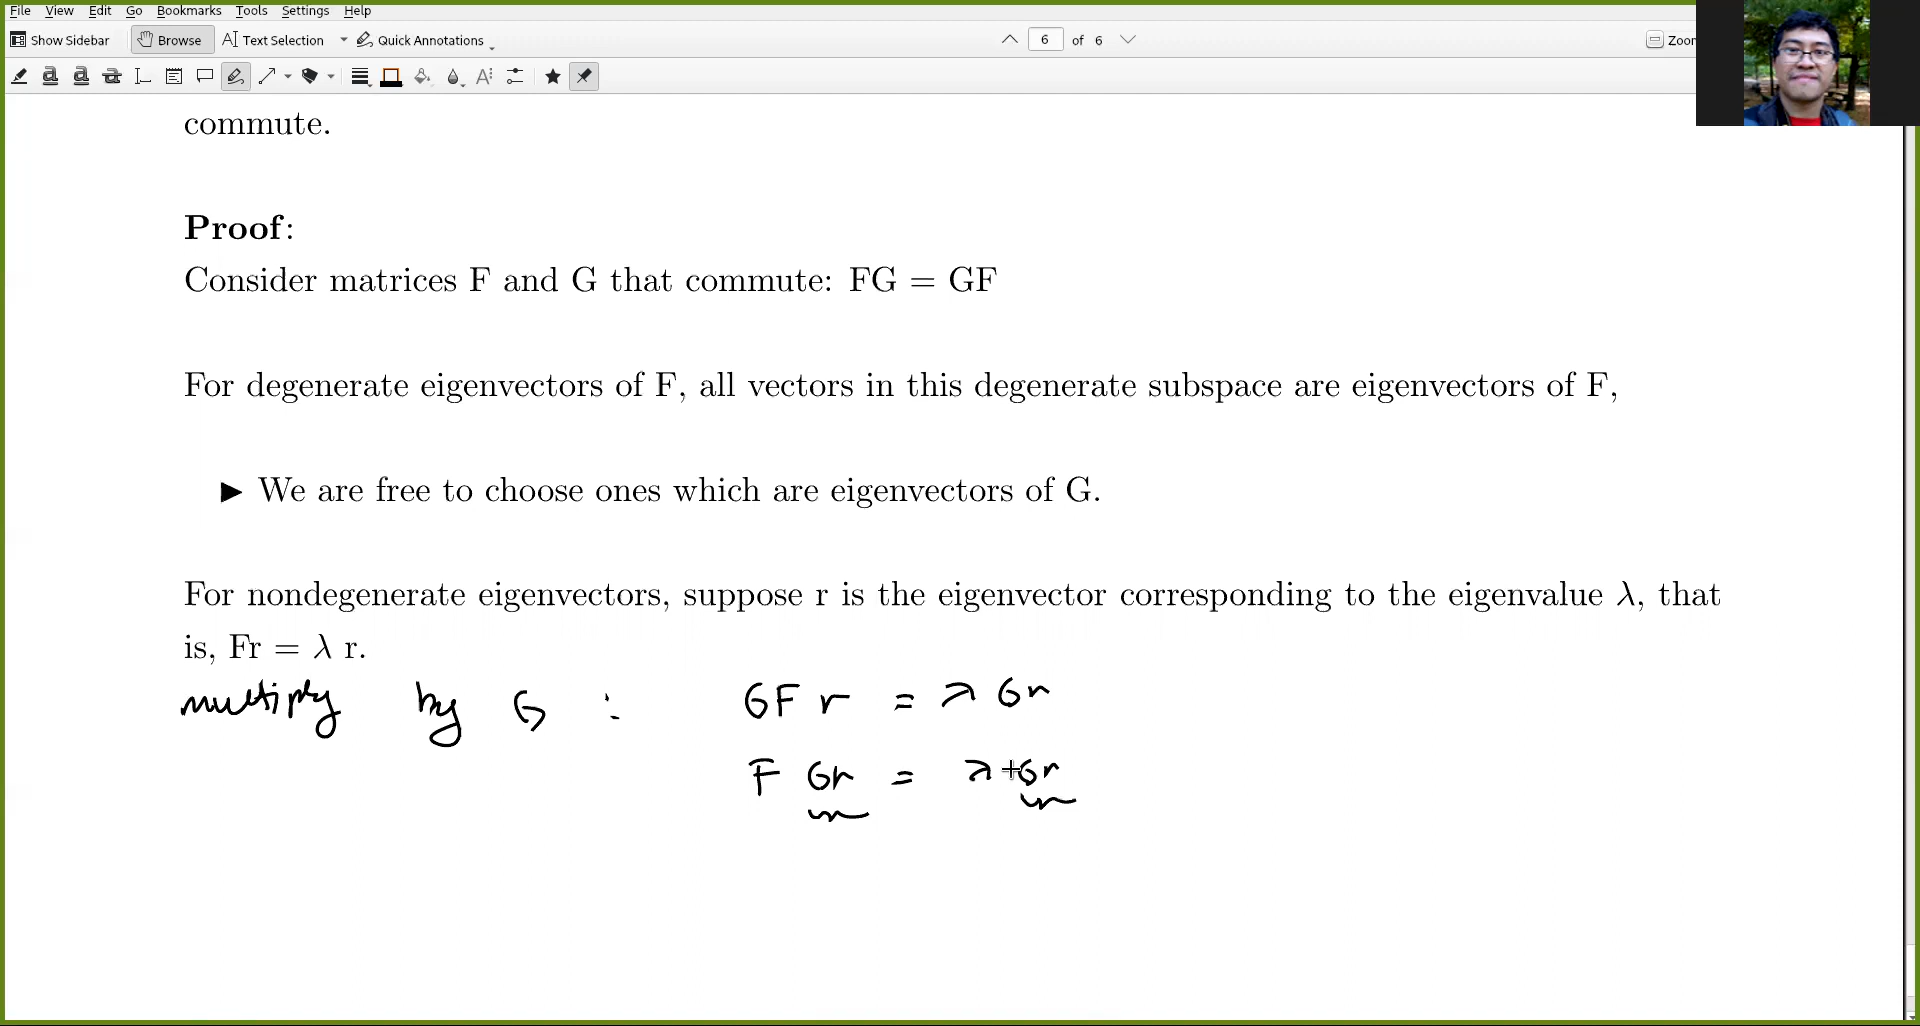 File View Edit Go Bookmarks Tools Settings Help
Show Sidebar Browse Text Selection Quick Annotations 6 of 6
commute.
Proof:
Consider matrices F and G that commute: FG = GF
For degenerate eigenvectors of F, all vectors in this degenerate subspace are eigenvectors of F,
▶ We are free to choose ones which are eigenvectors of G.
For nondegenerate eigenvectors, suppose r is the eigenvector corresponding to the eigenvalue λ, that
is, Fr = λ r.
multiply by G : GF r = λ Gr
F Gr = λ Gr